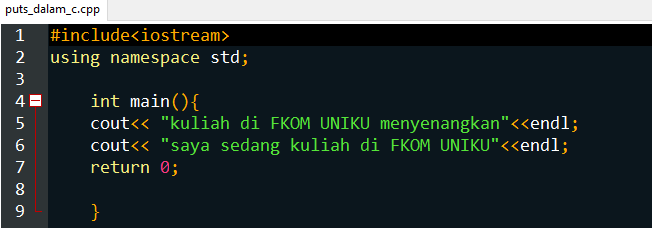 puts_dalam_c.cpp
1 #include<iostream>
2 using namespace std;
3
4 int main(){
5 cout<< "kuliah di FKOM UNIKU menyenangkan"<<endl;
6 cout<< "saya sedang kuliah di FKOM UNIKU"<<endl;
7 return 0;
8
9 }